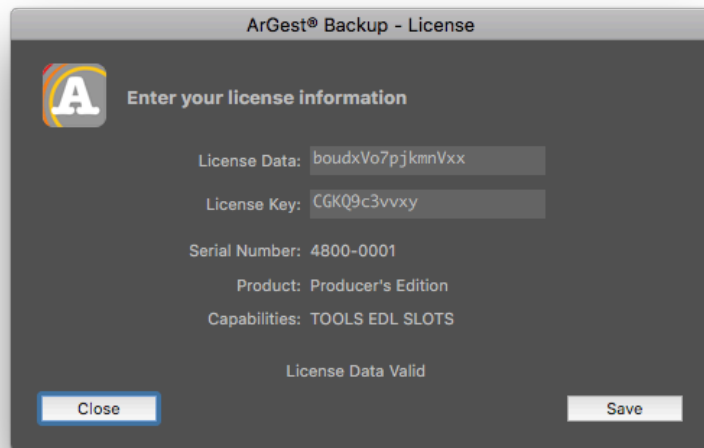 ArGest® Backup - License
A
Enter your license information
License Data: boudxVo7pjkmnVxx
License Key: CGKQ9c3vvxy
Serial Number: 4800-0001
Product: Producer's Edition
Capabilities: TOOLS EDL SLOTS
License Data Valid
Close Save